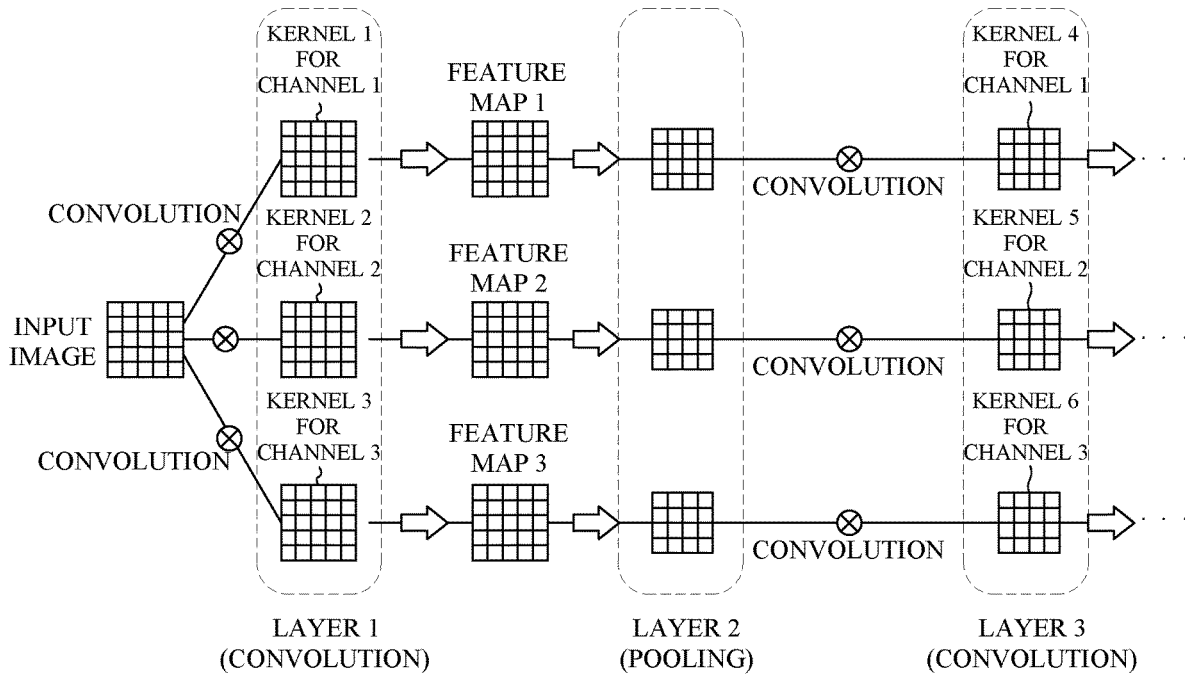 KERNEL 1
FOR
CHANNEL 1
FEATURE
MAP 1
KERNEL 4
FOR
CHANNEL 1
CONVOLUTION
CONVOLUTION
KERNEL 2
FOR
CHANNEL 2
FEATURE
MAP 2
KERNEL 5
FOR
CHANNEL 2
INPUT
IMAGE
CONVOLUTION
KERNEL 3
FOR
CHANNEL 3
FEATURE
MAP 3
KERNEL 6
FOR
CHANNEL 3
CONVOLUTION
CONVOLUTION
LAYER 1
(CONVOLUTION)
LAYER 2
(POOLING)
LAYER 3
(CONVOLUTION)